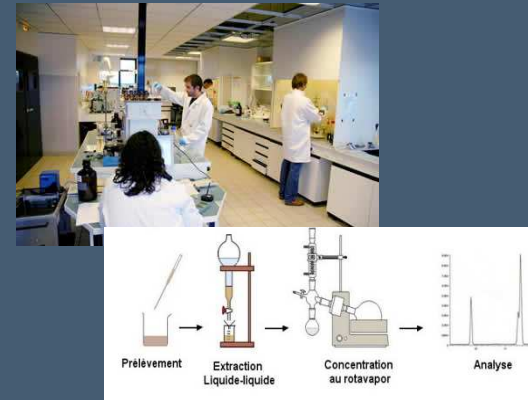 Prélèvement
Extraction
Liquide-liquide
Concentration
au rotavapor
Analyse